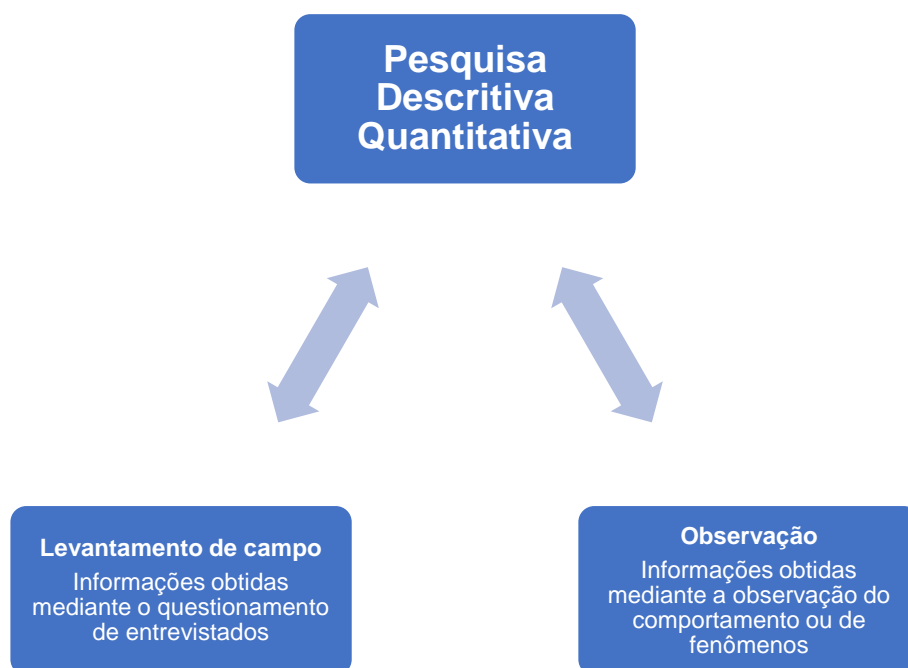 Pesquisa
Descritiva
Quantitativa
Levantamento de campo
Informações obtidas
mediante o questionamento
de entrevistados
Observação
Informações obtidas
mediante a observação do
comportamento ou de
fenômenos